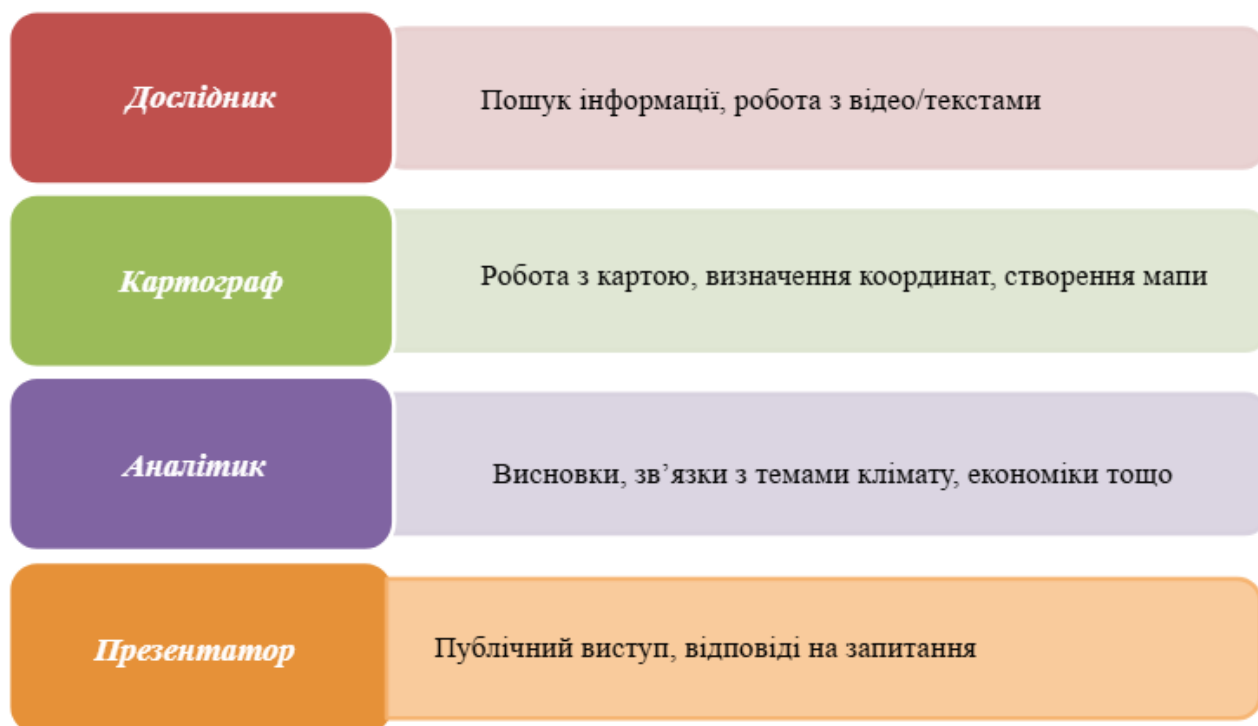 Дослідник
Пошук інформації, робота з відео/текстами
Картограф
Робота з картою, визначення координат, створення мапи
Аналітик
Висновки, зв’язки з темами клімату, економіки тощо
Презентатор
Публічний виступ, відповіді на запитання